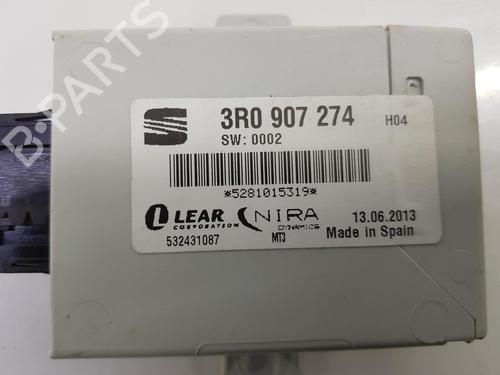 B-PARTS
3R0 907 274 H04
SW: 0002
*5281015319*
LEAR
CORPORATION
NIRA
DYNAMICS
13.06.2013
532431087
MT3
Made in Spain